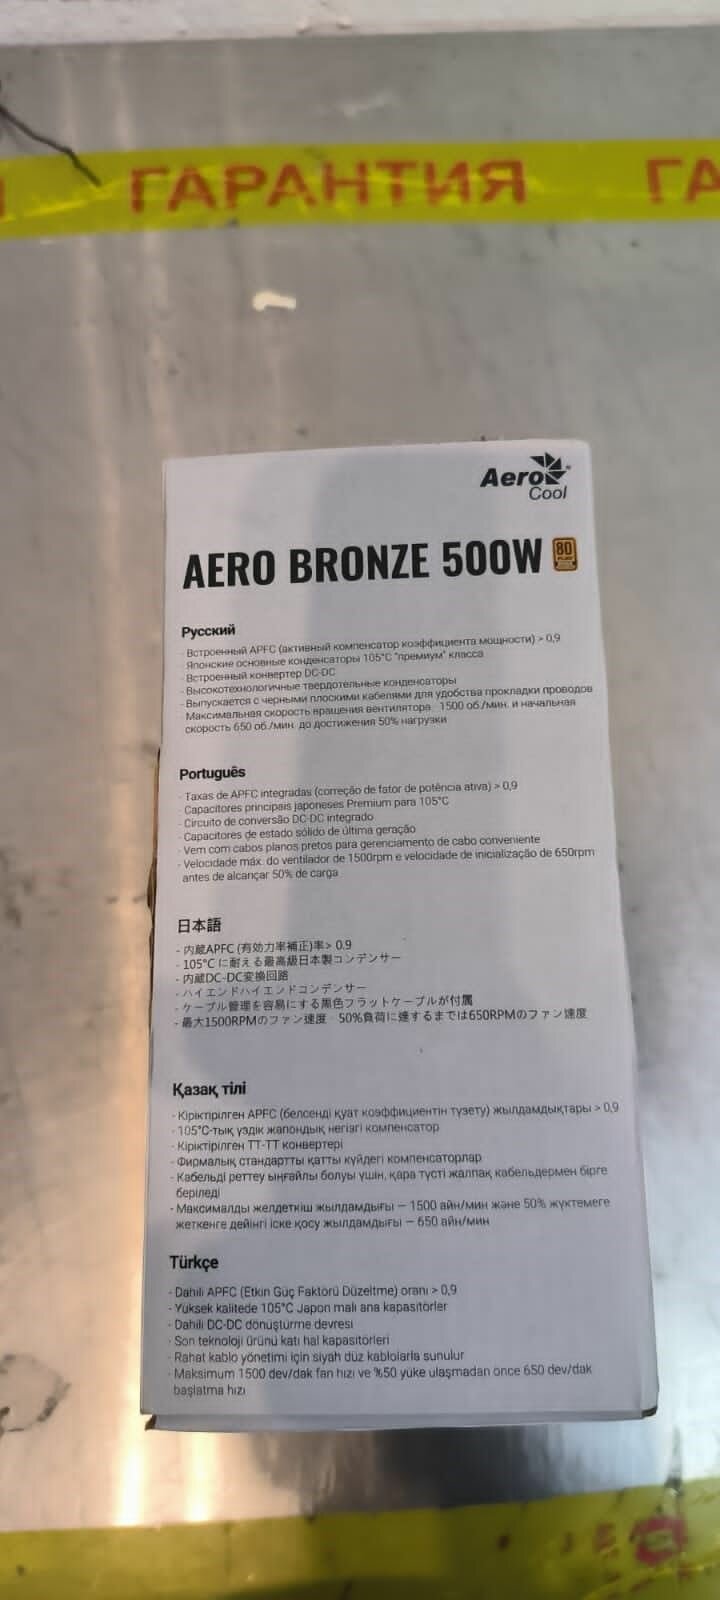 ГАРАНТИЯ ГА
Aero
Cool
AERO BRONZE 500W 80 PLUS
Русский
- Встроенный APFC (активный компенсатор коэффициента мощности) > 0,9
Японские основные конденсаторы 105°C "премиум" класса
- Встроенный конвертер DC-DC
- Высокотехнологичные твердотельные конденсаторы
- Выпускается с черными плоскими кабелями для удобства прокладки проводов
Максимальная скорость вращения вентилятора 1500 об./мин. и начальная
скорость 650 об./мин. до достижения 50% нагрузки
Português
- Taxas de APFC integradas (correção de fator de potência ativa) > 0,9
- Capacitores principais japoneses Premium para 105°C
- Circuito de conversão DC-DC integrado
- Capacitores de estado sólido de última geração
- Vem com cabos planos pretos para gerenciamento de cabo conveniente
- Velocidade máx. do ventilador de 1500rpm e velocidade de inicialização de 650rpm
antes de alcançar 50% de carga
日本語
- 内蔵APFC (有効力率補正)率> 0.9
- 105°C に耐える最高級日本製コンデンサー
- 内蔵DC-DC変換回路
- ハイエンドハイエンドコンデンサー
- ケーブル管理を容易にする黒色フラットケーブルが付属
- 最大1500RPMのファン速度 50%負荷に達するまでは650RPMのファン速度
Қазақ тілі
- Кіріктірілген APFC (белсенді қуат коэффициентін түзету) жылдамдықтары > 0,9
- 105°C-тық үздік жапондық негізгі компенсатор
- Кіріктірілген ТТ-ТТ конвертері
- Фирмалық стандартты қатты күйдегі компенсаторлар
- Кабельді реттеу ыңғайлы болуы үшін, қара түсті жалпақ кабельдермен бірге
беріледі
- Максималды желдеткіш жылдамдығы — 1500 айн/мин және 50% жүктемеге
жеткенге дейінгі іске қосу жылдамдығы — 650 айн/мин
Türkçe
- Dahili APFC (Etkin Güç Faktörü Düzeltme) oranı > 0,9
- Yüksek kalitede 105°C Japon malı ana kapasitörler
- Dahili DC-DC dönüştürme devresi
- Son teknoloji ürünü katı hal kapasitörleri
- Rahat kablo yönetimi için siyah düz kablolarla sunulur
- Maksimum 1500 dev/dak fan hızı ve %50 yüke ulaşmadan önce 650 dev/dak
başlatma hızı